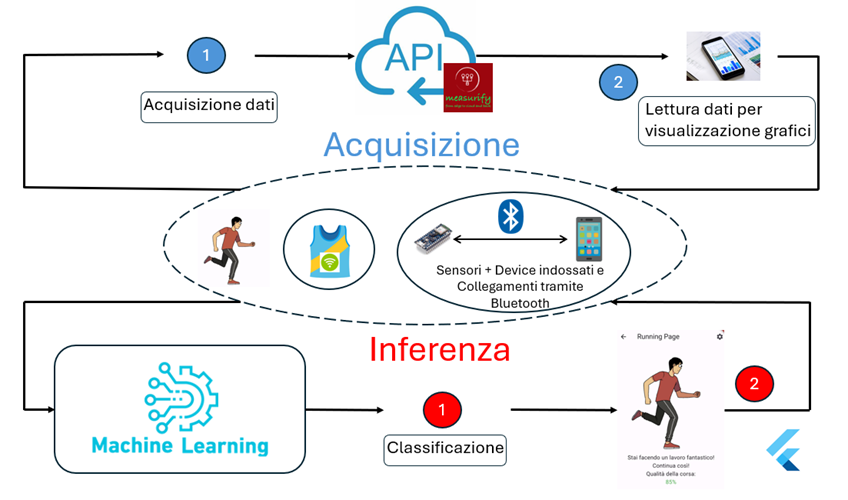 1
API
measurify
2
Acquisizione dati
Lettura dati per
visualizzazione grafici
Acquisizione
Sensori + Device indossati e
Collegamenti tramite
Bluetooth
Inferenza
Running Page
Machine Learning
1
Classificazione
2
Stai facendo un lavoro fantastico!
Continua così!
Qualità della corsa:
85%